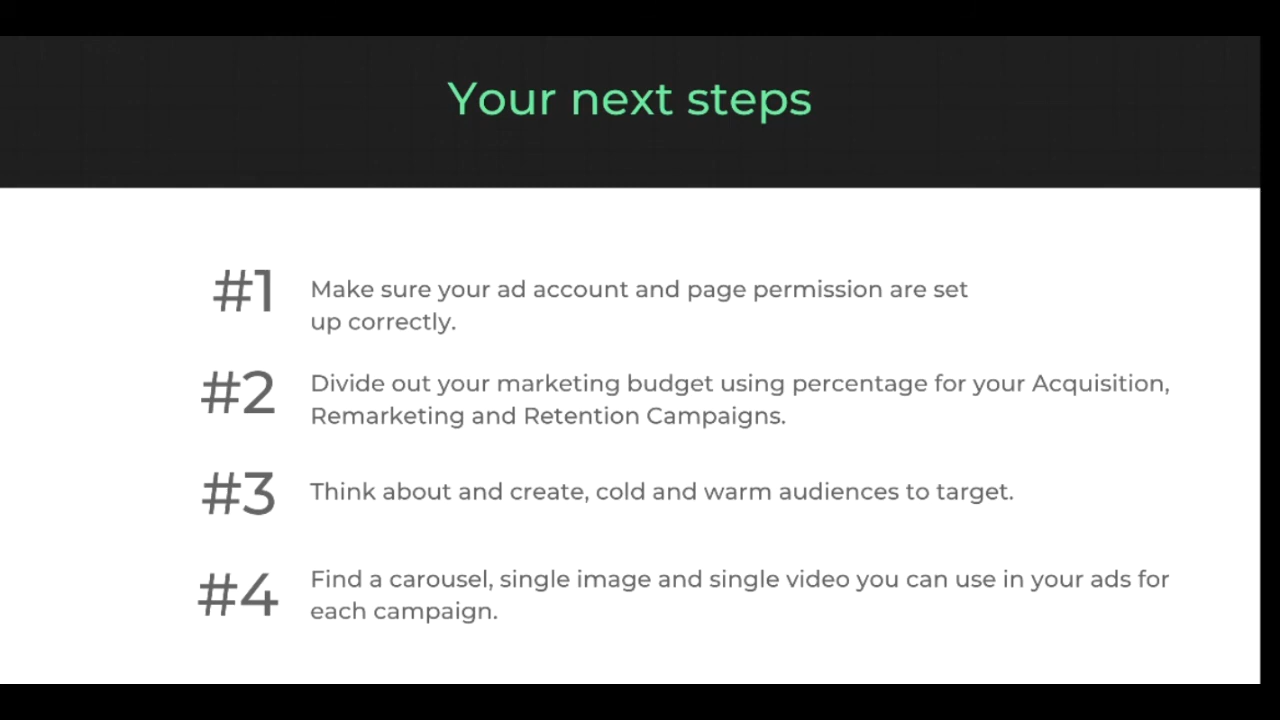 Your next steps
#1
Make sure your ad account and page permission are set
up correctly.
#2
Divide out your marketing budget using percentage for your Acquisition,
Remarketing and Retention Campaigns.
#3
Think about and create, cold and warm audiences to target.
#4
Find a carousel, single image and single video you can use in your ads for
each campaign.